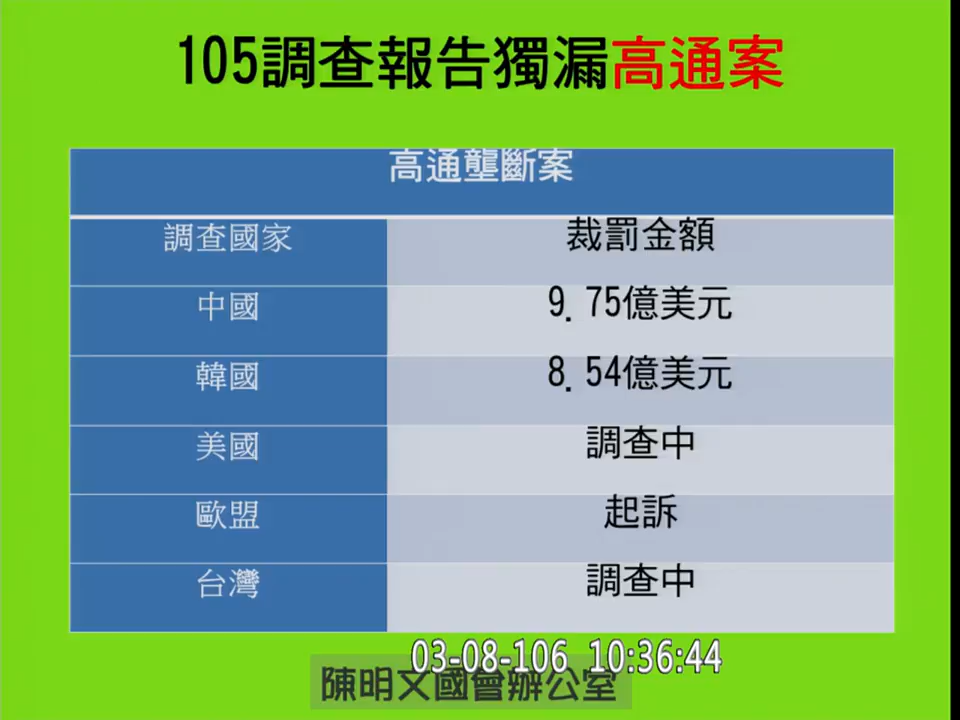 105調查報告獨漏高通案
高通壟斷案
調查國家 裁罰金額
中國 9.75億美元
韓國 8.54億美元
美國 調查中
歐盟 起訴
台灣 調查中
03-08-106 10:36:44
陳明文國會辦公室